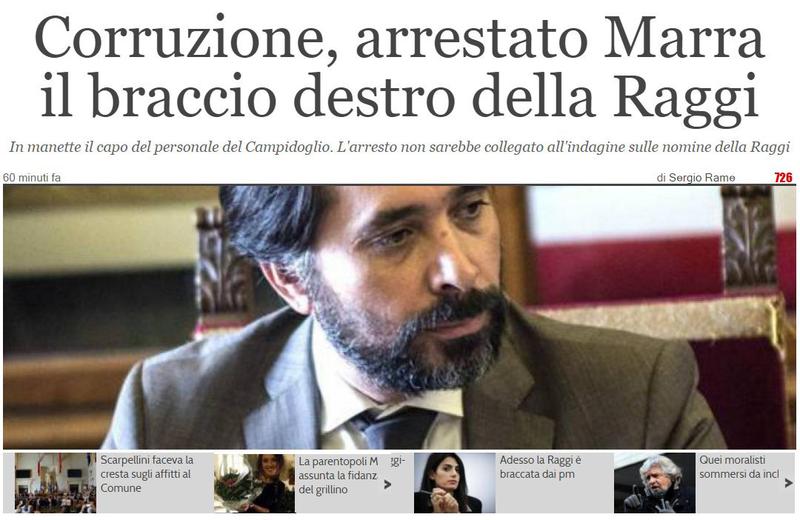 Corruzione, arrestato Marra
il braccio destro della Raggi
In manette il capo del personale del Campidoglio. L'arresto non sarebbe collegato all'indagine sulle nomine della Raggi
60 minuti fa
di Sergio Rame
726
Scarpellini faceva la
cresta sugli affitti al
Comune
La parentopoli M
assunta la fidanz
del grillino
ggi-
Adesso la Raggi è
braccata dai pm
Quei moralisti
sommersi da incl